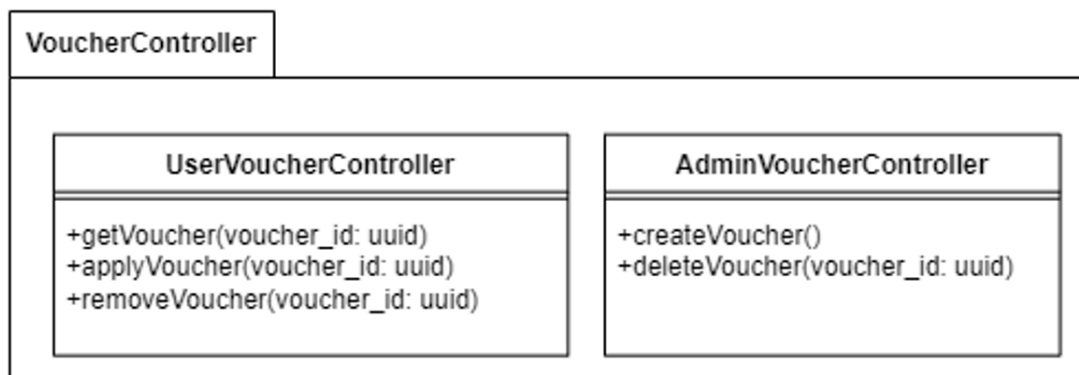 VoucherController
UserVoucherController
+getVoucher(voucher_id: uuid)
+applyVoucher(voucher_id: uuid)
+removeVoucher(voucher_id: uuid)
AdminVoucherController
+createVoucher()
+deleteVoucher(voucher_id: uuid)